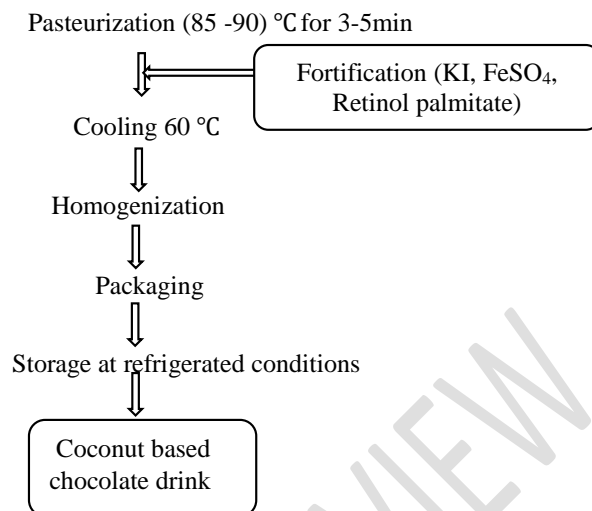 Pasteurization (85 -90) ℃ for 3-5min
Fortification (KI, FeSO₄,
Retinol palmitate)
Cooling 60 ℃
Homogenization
Packaging
Storage at refrigerated conditions
Coconut based
chocolate drink
VIEW